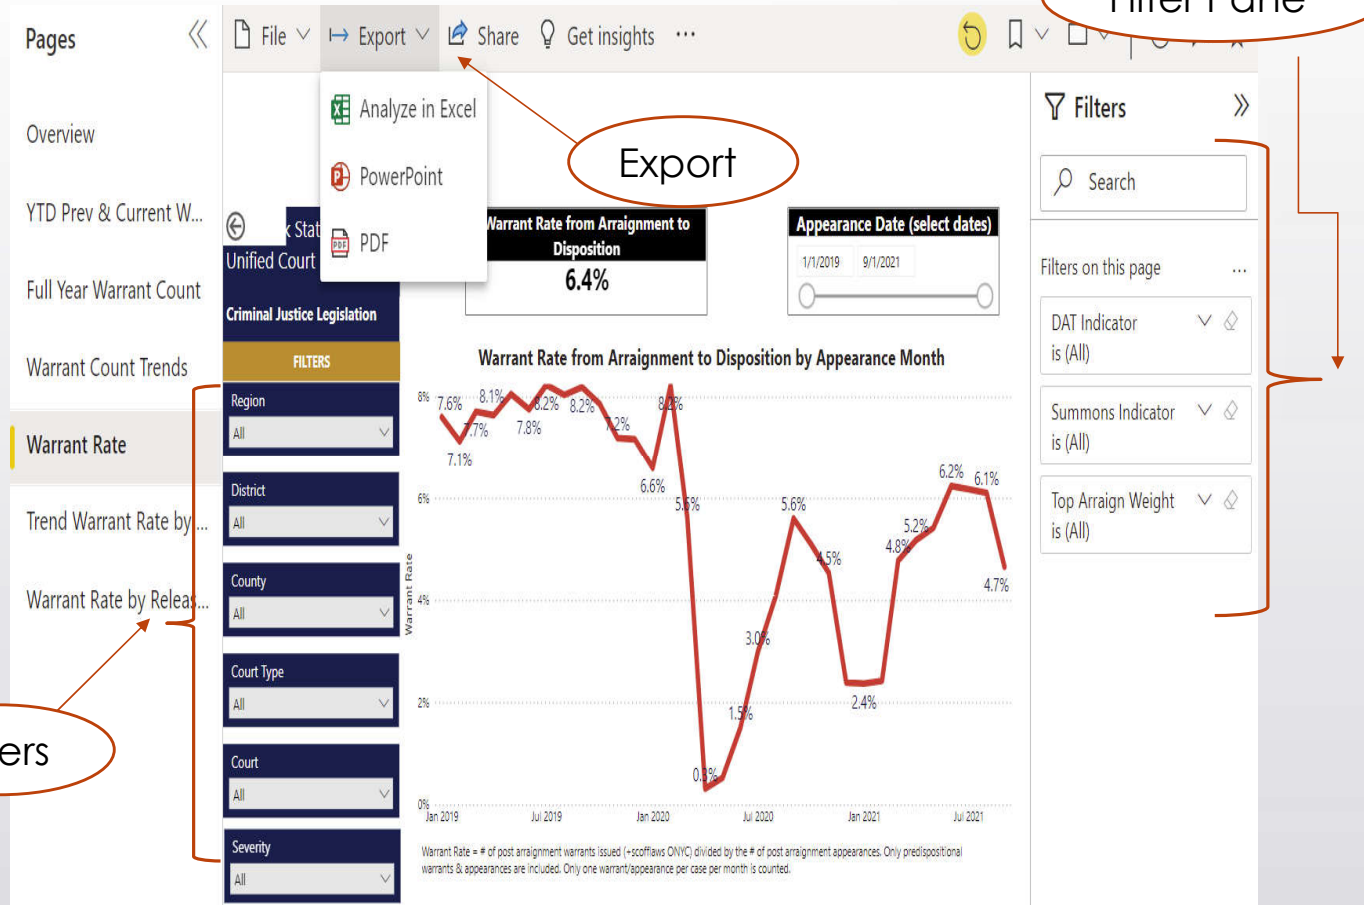 Filter Pane
Pages
File
Export
Share
Get insights
Analyze in Excel
PowerPoint
PDF
Export
Filters
Search
Filters on this page
DAT Indicator
is (All)
Summons Indicator
is (All)
Top Arraign Weight
is (All)
Overview
YTD Prev & Current W...
Full Year Warrant Count
Warrant Count Trends
Warrant Rate
Trend Warrant Rate by ...
Warrant Rate by Releas...
ers
k Stat
Unified Court
Criminal Justice Legislation
FILTERS
Region
All
District
All
County
All
Court Type
All
Court
All
Severity
All
Warrant Rate from Arraignment to
Disposition
6.4%
Appearance Date (select dates)
1/1/2019 9/1/2021
Warrant Rate from Arraignment to Disposition by Appearance Month
Warrant Rate
8%
6%
4%
2%
0%
7.6%
7.1%
7.7%
8.1%
7.8%
8.2%
8.2%
7.2%
6.6%
8.2%
5.6%
0.3%
1.5%
3.0%
5.6%
4.5%
2.4%
4.8%
5.2%
6.2%
6.1%
4.7%
Jan 2019 Jul 2019 Jan 2020 Jul 2020 Jan 2021 Jul 2021
Warrant Rate = # of post arraignment warrants issued (+scofflaws ONYC) divided by the # of post arraignment appearances. Only predispositional
warrants & appearances are included. Only one warrant/appearance per case per month is counted.